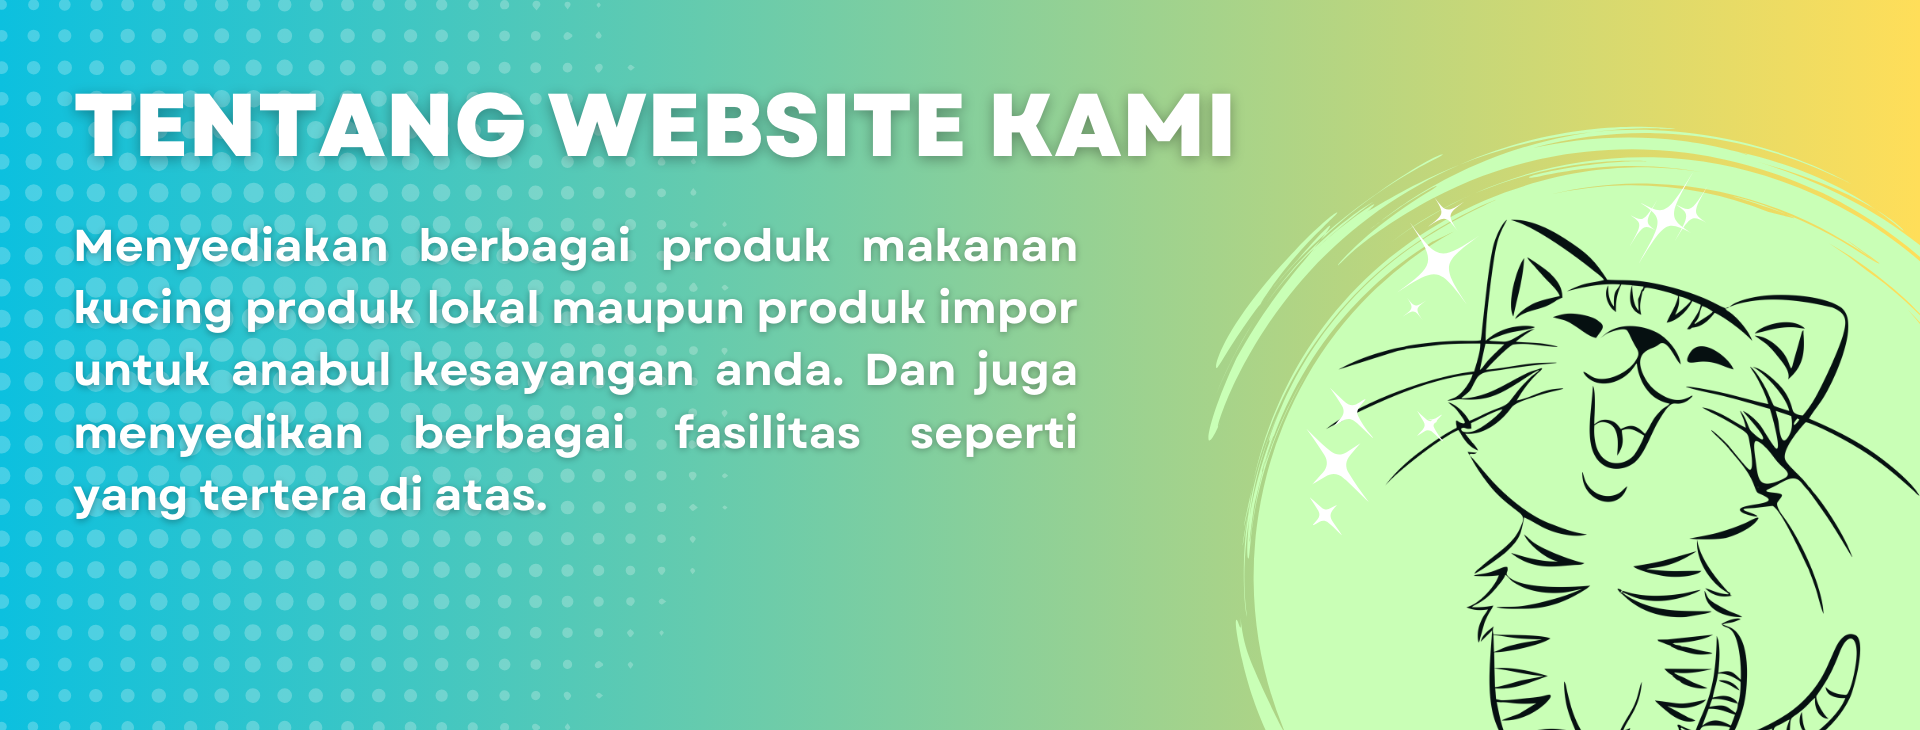 TENTANG WEBSITE KAMI
Menyediakan berbagai produk makanan
kucing produk lokal maupun produk impor
untuk anabul kesayangan anda. Dan juga
menyedikan berbagai fasilitas seperti
yang tertera di atas.